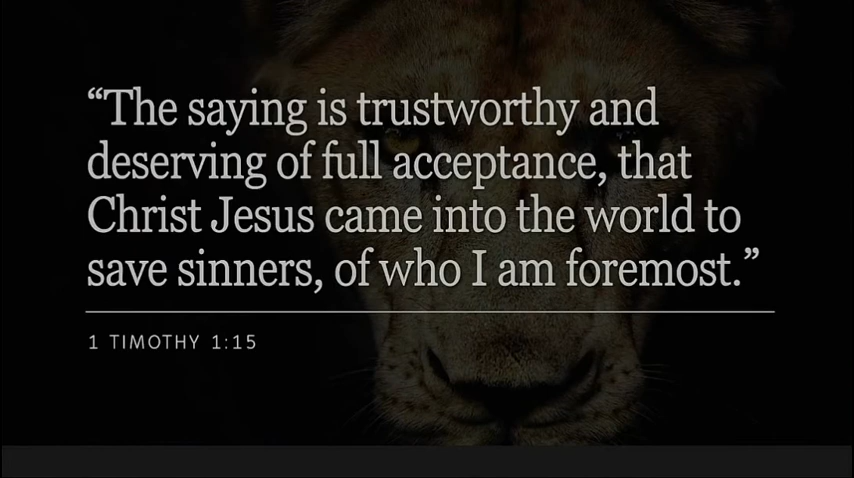 “The saying is trustworthy and
deserving of full acceptance, that
Christ Jesus came into the world to
save sinners, of who I am foremost.”
1 TIMOTHY 1:15